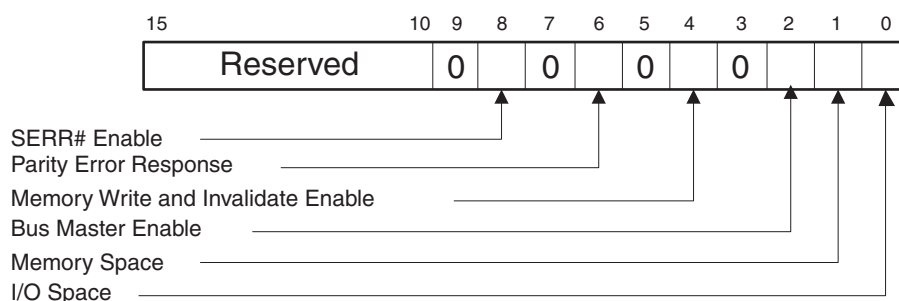 15 10 9 8 7 6 5 4 3 2 1 0
Reserved 0 0 0 0
SERR# Enable
Parity Error Response
Memory Write and Invalidate Enable
Bus Master Enable
Memory Space
I/O Space